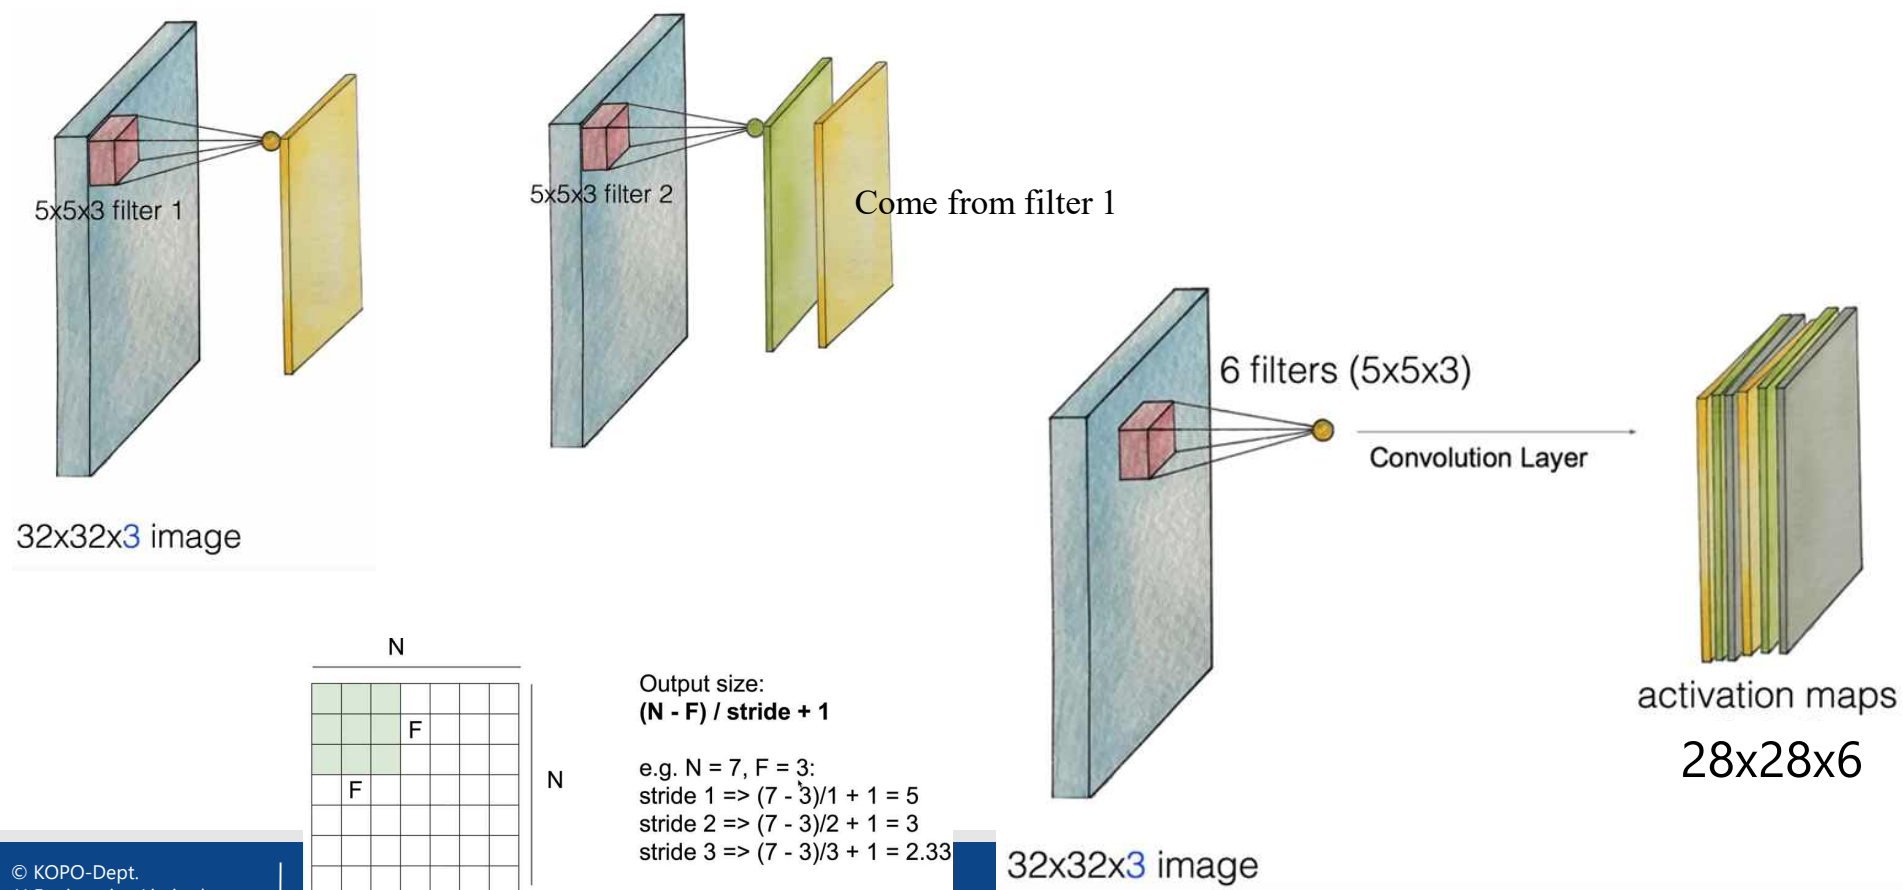 5x5x3 filter 1
32x32x3 image
5x5x3 filter 2
Come from filter 1
6 filters (5x5x3)
Convolution Layer
activation maps
28x28x6
32x32x3 image
N
F
F
N
Output size:
(N - F) / stride + 1
e.g. N = 7, F = 3:
stride 1 => (7 - 3)/1 + 1 = 5
stride 2 => (7 - 3)/2 + 1 = 3
stride 3 => (7 - 3)/3 + 1 = 2.33
© KOPO-Dept.